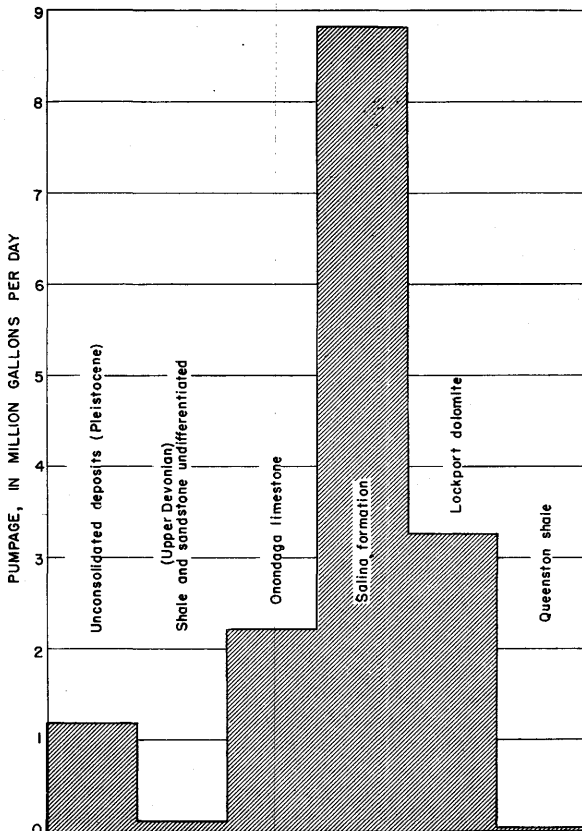 9
8
7
6
5
4
3
2
1
0
PUMPAGE, IN MILLION GALLONS PER DAY
Unconsolidated deposits (Pleistocene)
(Upper Devonian)
Shale and sandstone undifferentiated
Onondaga limestone
Salina formation
Lockport dolomite
Queenston shale